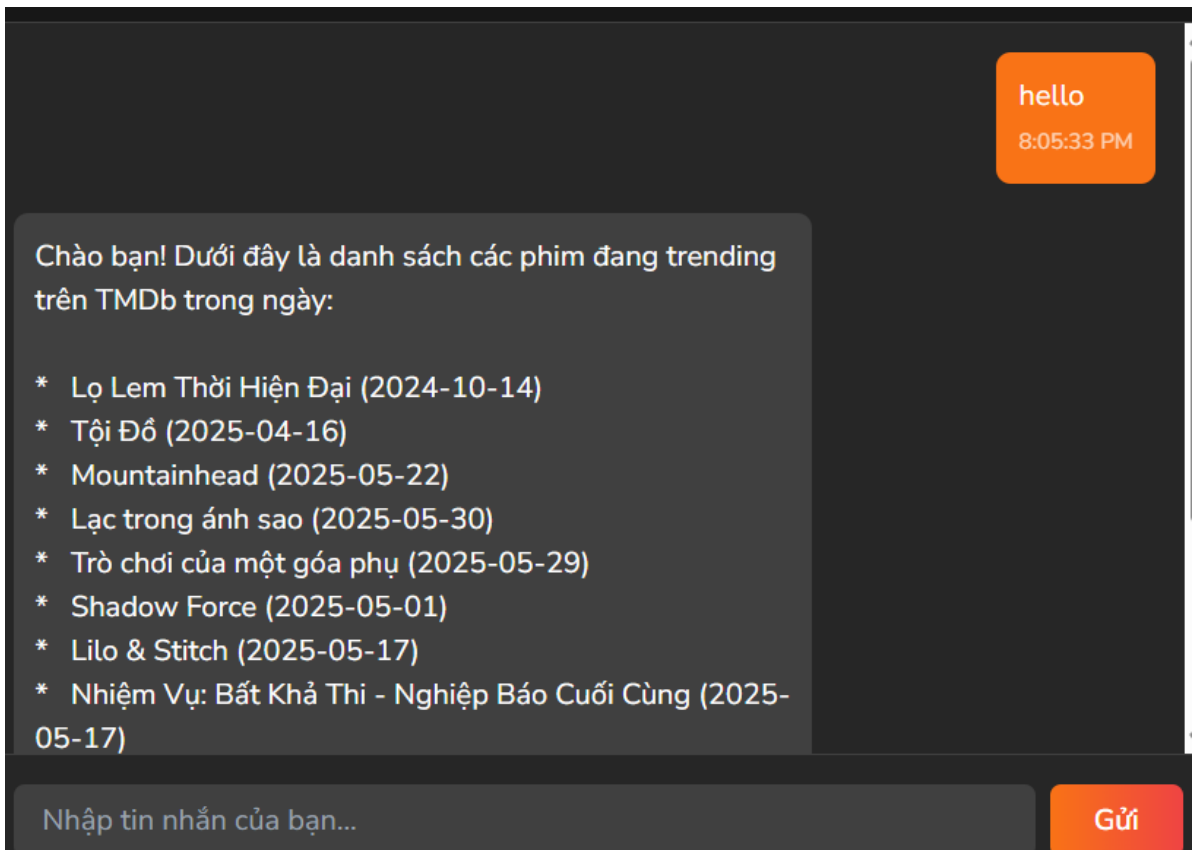 hello
8:05:33 PM
Chào bạn! Dưới đây là danh sách các phim đang trending
trên TMDb trong ngày:
* Lọ Lem Thời Hiện Đại (2024-10-14)
* Tội Đồ (2025-04-16)
* Mountainhead (2025-05-22)
* Lạc trong ánh sao (2025-05-30)
* Trò chơi của một góa phụ (2025-05-29)
* Shadow Force (2025-05-01)
* Lilo & Stitch (2025-05-17)
* Nhiệm Vụ: Bất Khả Thi - Nghiệp Báo Cuối Cùng (2025-
05-17)
Nhập tin nhắn của bạn...
Gửi